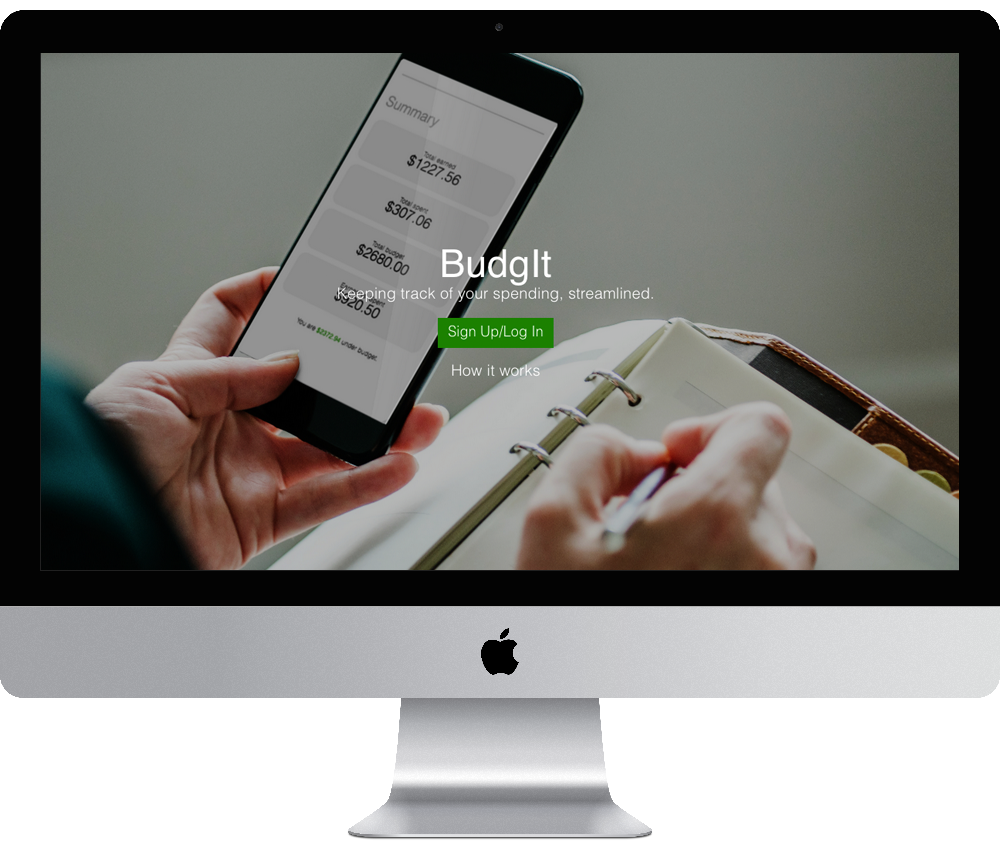 Summary
Total earned
$1227.56
Total spent
$307.06
Total budget
$2680.00
$920.50
You are $2372.94 under budget.
BudgIt
Keeping track of your spending, streamlined.
Sign Up/Log In
How it works